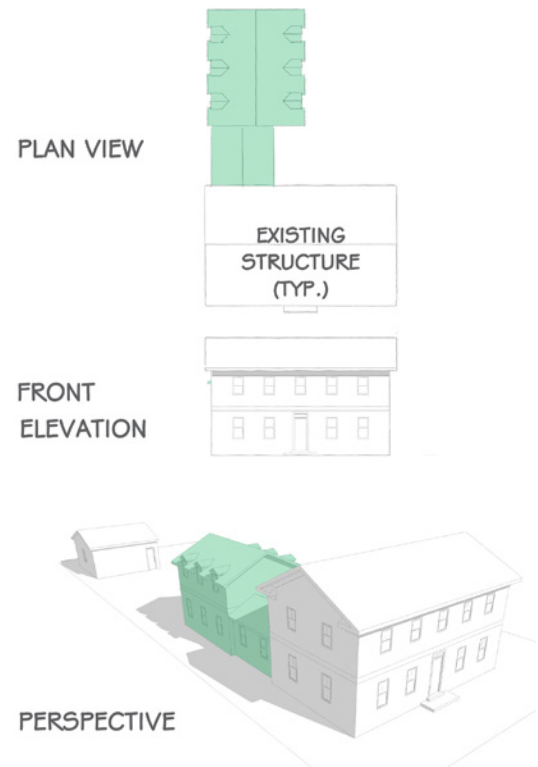 PLAN VIEW
EXISTING
STRUCTURE
(TYP.)
FRONT
ELEVATION
PERSPECTIVE